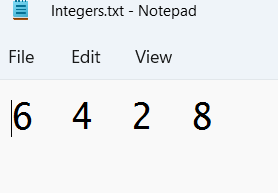 Integers.txt - Notepad
File Edit View
6 4 2 8